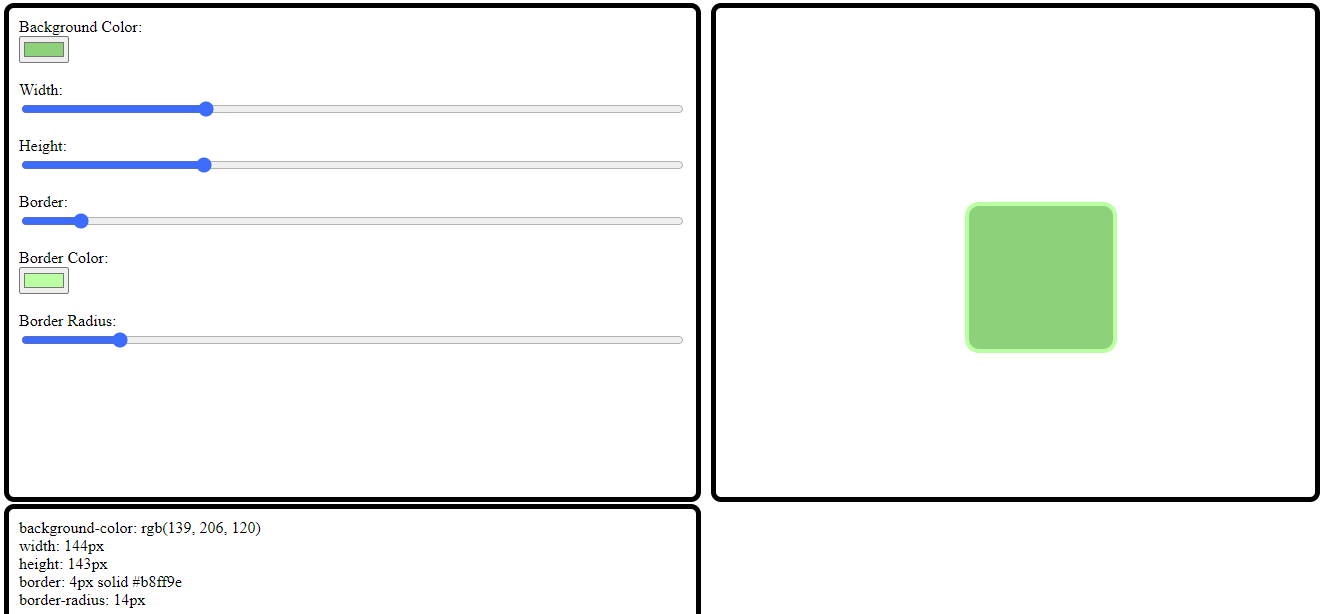 Background Color:
Width:
Height:
Border:
Border Color:
Border Radius:
background-color: rgb(139, 206, 120)
width: 144px
height: 143px
border: 4px solid #b8ff9e
border-radius: 14px